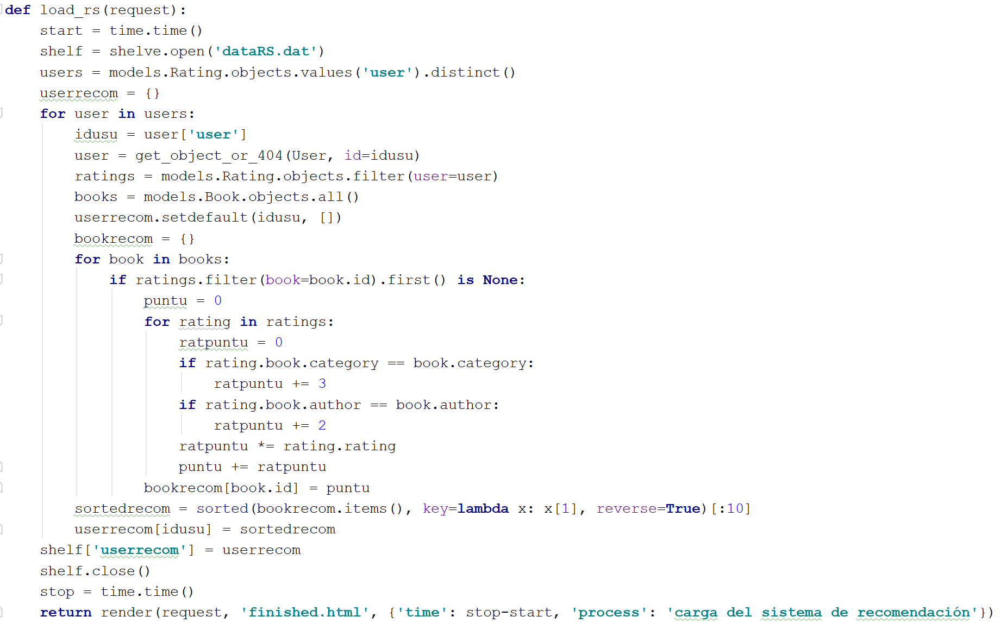 def load_rs(request):
    start = time.time()
    shelf = shelve.open('dataRS.dat')
    users = models.Rating.objects.values('user').distinct()
    userrecom = {}
    for user in users:
        idusu = user['user']
        user = get_object_or_404(User, id=idusu)
        ratings = models.Rating.objects.filter(user=user)
        books = models.Book.objects.all()
        userrecom.setdefault(idusu, [])
        bookrecom = {}
        for book in books:
            if ratings.filter(book=book.id).first() is None:
                puntu = 0
                for rating in ratings:
                    ratpuntu = 0
                    if rating.book.category == book.category:
                        ratpuntu += 3
                    if rating.book.author == book.author:
                        ratpuntu += 2
                    ratpuntu *= rating.rating
                    puntu += ratpuntu
                bookrecom[book.id] = puntu
        sortedrecom = sorted(bookrecom.items(), key=lambda x: x[1], reverse=True)[:10]
        userrecom[idusu] = sortedrecom
    shelf['userrecom'] = userrecom
    shelf.close()
    stop = time.time()
    return render(request, 'finished.html', {'time': stop-start, 'process': 'carga del sistema de recomendación'})